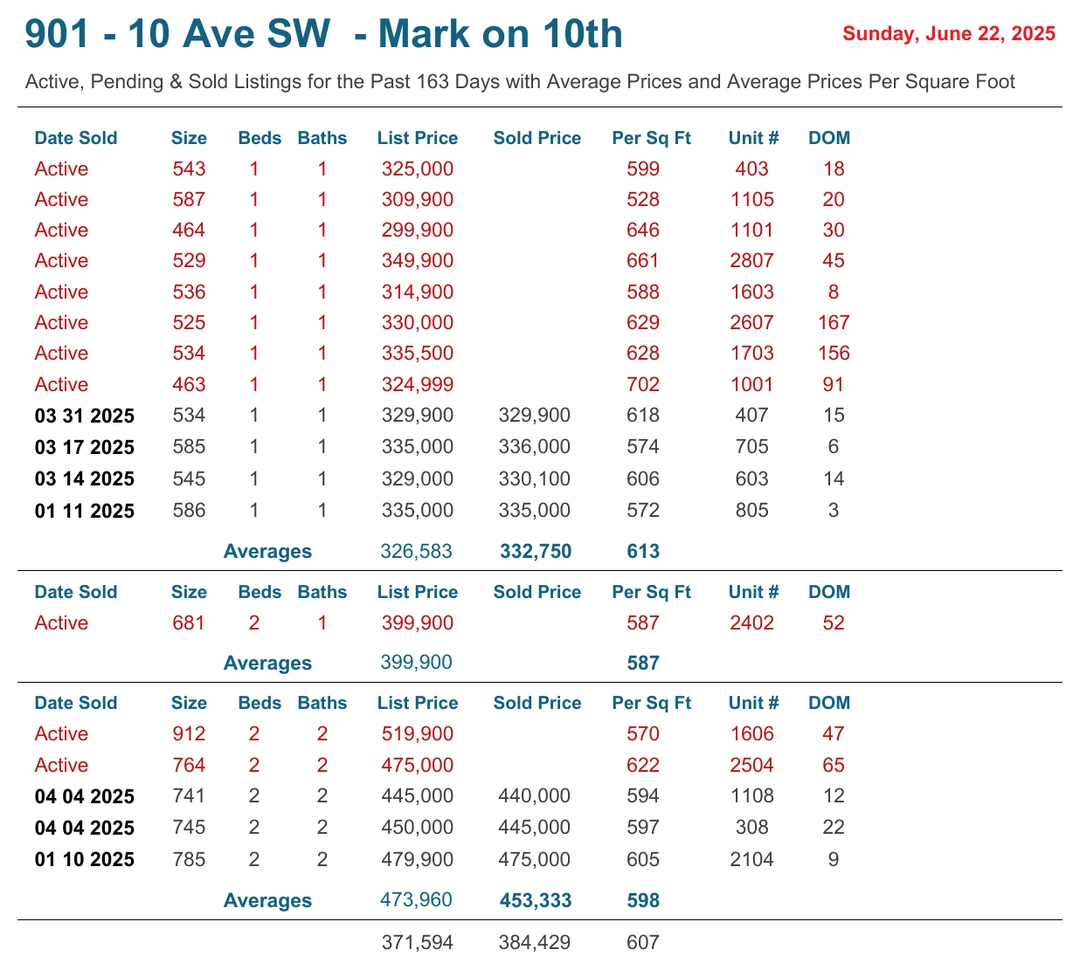 901 - 10 Ave SW - Mark on 10th Sunday, June 22, 2025
Active, Pending & Sold Listings for the Past 163 Days with Average Prices and Average Prices Per Square Foot
Date Sold Size Beds Baths List Price Sold Price Per Sq Ft Unit # DOM
Active 543 1 1 325,000 599 403 18
Active 587 1 1 309,900 528 1105 20
Active 464 1 1 299,900 646 1101 30
Active 529 1 1 349,900 661 2807 45
Active 536 1 1 314,900 588 1603 8
Active 525 1 1 330,000 629 2607 167
Active 534 1 1 335,500 628 1703 156
Active 463 1 1 324,999 702 1001 91
03 31 2025 534 1 1 329,900 329,900 618 407 15
03 17 2025 585 1 1 335,000 336,000 574 705 6
03 14 2025 545 1 1 329,000 330,100 606 603 14
01 11 2025 586 1 1 335,000 335,000 572 805 3
Averages 326,583 332,750 613
Date Sold Size Beds Baths List Price Sold Price Per Sq Ft Unit # DOM
Active 681 2 1 399,900 587 2402 52
Averages 399,900 587
Date Sold Size Beds Baths List Price Sold Price Per Sq Ft Unit # DOM
Active 912 2 2 519,900 570 1606 47
Active 764 2 2 475,000 622 2504 65
04 04 2025 741 2 2 445,000 440,000 594 1108 12
04 04 2025 745 2 2 450,000 445,000 597 308 22
01 10 2025 785 2 2 479,900 475,000 605 2104 9
Averages 473,960 453,333 598
371,594 384,429 607